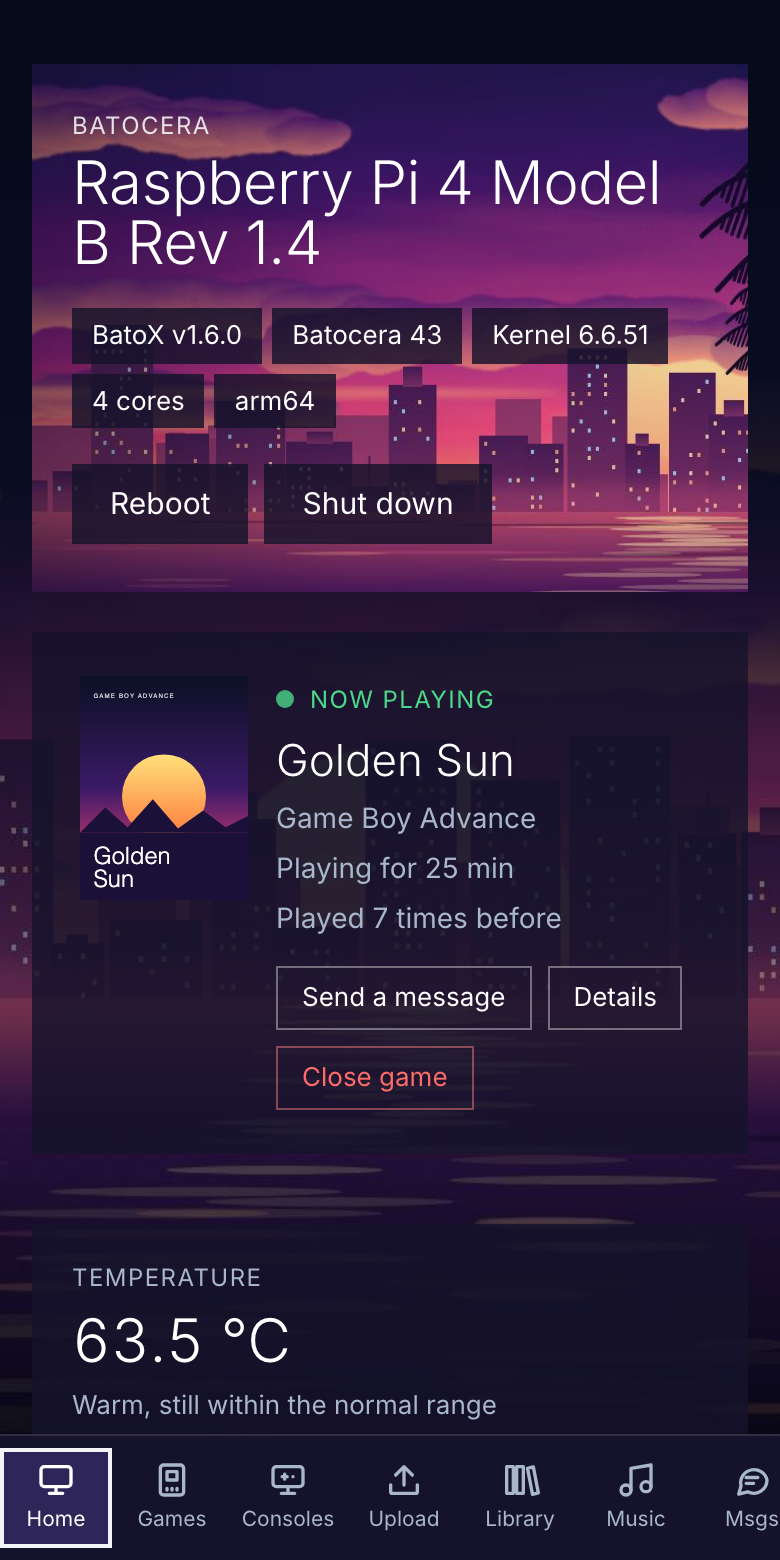 BATOCERA
Raspberry Pi 4 Model
B Rev 1.4
BatoX v1.6.0
Batocera 43
Kernel 6.6.51
4 cores
arm64
Reboot
Shut down
GAME BOY ADVANCE
Golden
Sun
NOW PLAYING
Golden Sun
Game Boy Advance
Playing for 25 min
Played 7 times before
Send a message
Details
Close game
TEMPERATURE
63.5 °C
Warm, still within the normal range
Home
Games
Consoles
Upload
Library
Music
Msgs